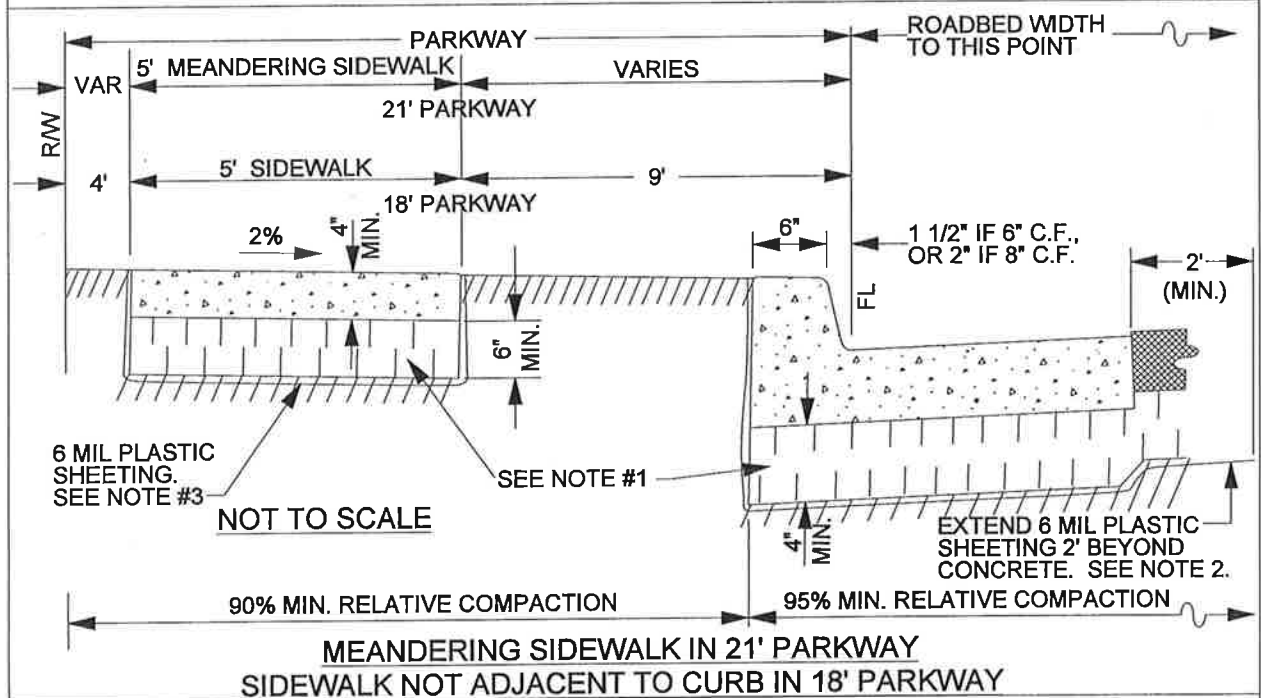 PARKWAY
ROADBED WIDTH
TO THIS POINT
5' MEANDERING SIDEWALK
VARIES
VAR
21' PARKWAY
R/W
5' SIDEWALK
4'
9'
18' PARKWAY
2%
4"
MIN.
6"
1 1/2" IF 6" C.F.,
OR 2" IF 8" C.F.
2'
(MIN.)
FL
6"
MIN.
6 MIL PLASTIC
SHEETING.
SEE NOTE #3
SEE NOTE #1
NOT TO SCALE
4"
MIN.
EXTEND 6 MIL PLASTIC
SHEETING 2' BEYOND
CONCRETE. SEE NOTE 2.
90% MIN. RELATIVE COMPACTION
95% MIN. RELATIVE COMPACTION
MEANDERING SIDEWALK IN 21' PARKWAY
SIDEWALK NOT ADJACENT TO CURB IN 18' PARKWAY